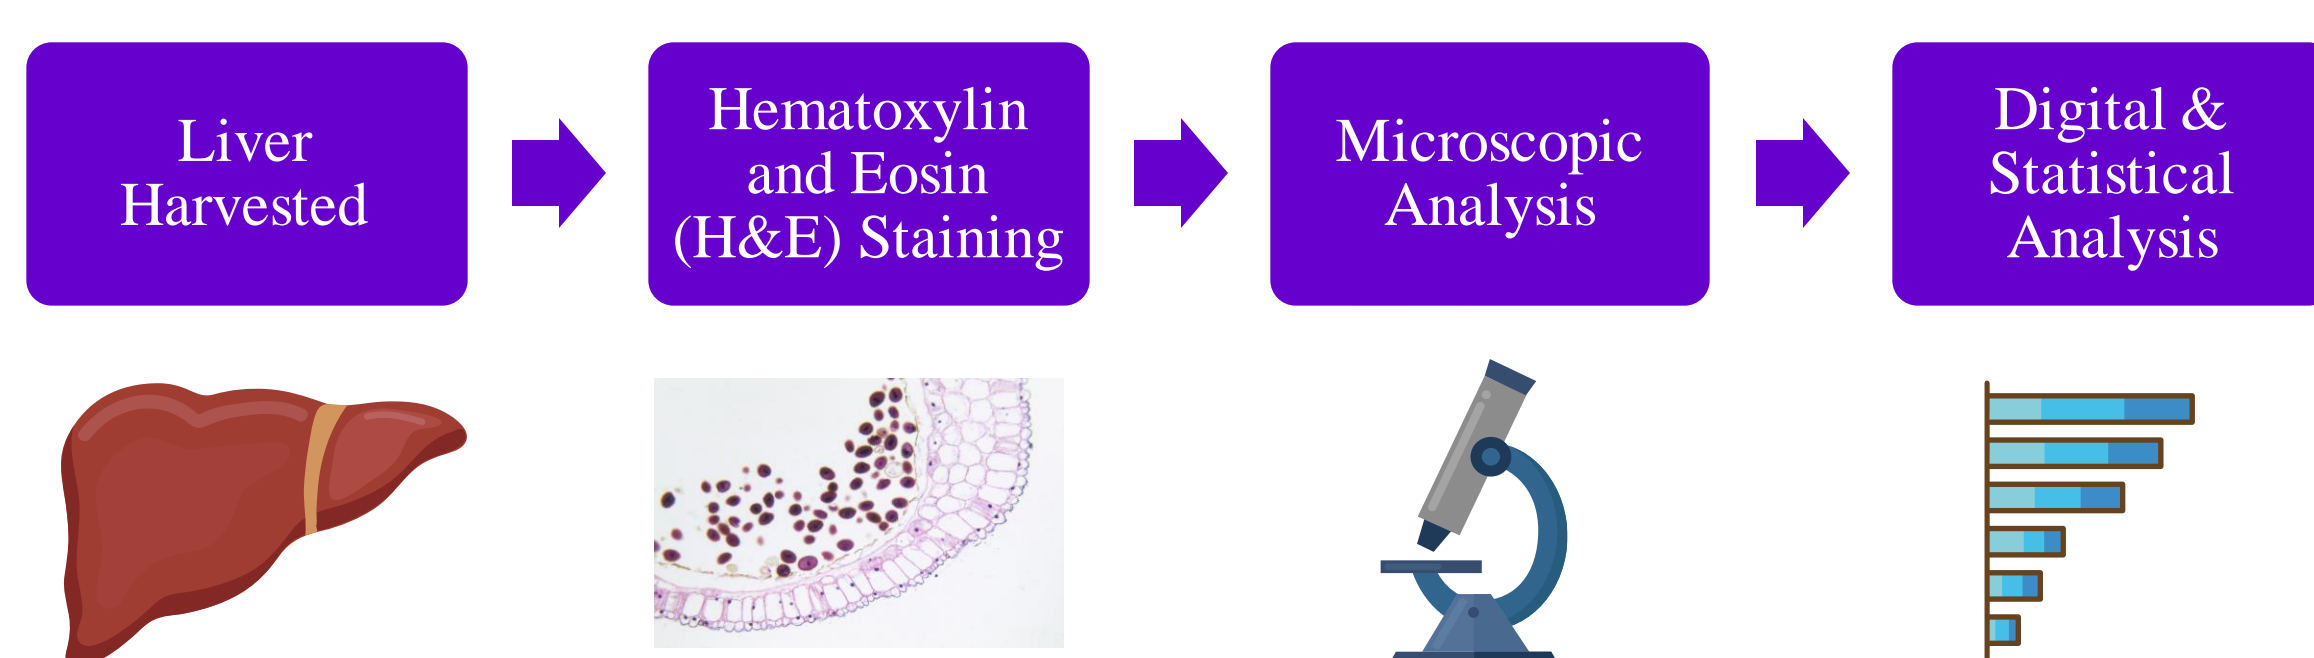 Liver
Harvested
Hematoxylin
and Eosin
(H&E) Staining
Microscopic
Analysis
Digital &
Statistical
Analysis